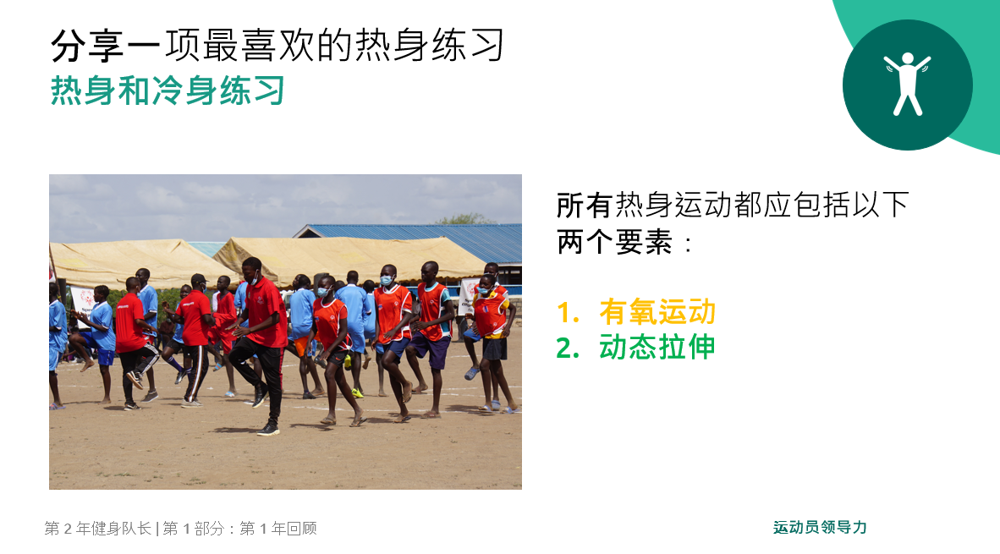 分享一项最喜欢的热身练习
热身和冷身练习
所有热身运动都应包括以下
两个要素：
1. 有氧运动
2. 动态拉伸
第 2 年健身队长 | 第 1 部分：第 1 年回顾
运动员领导力